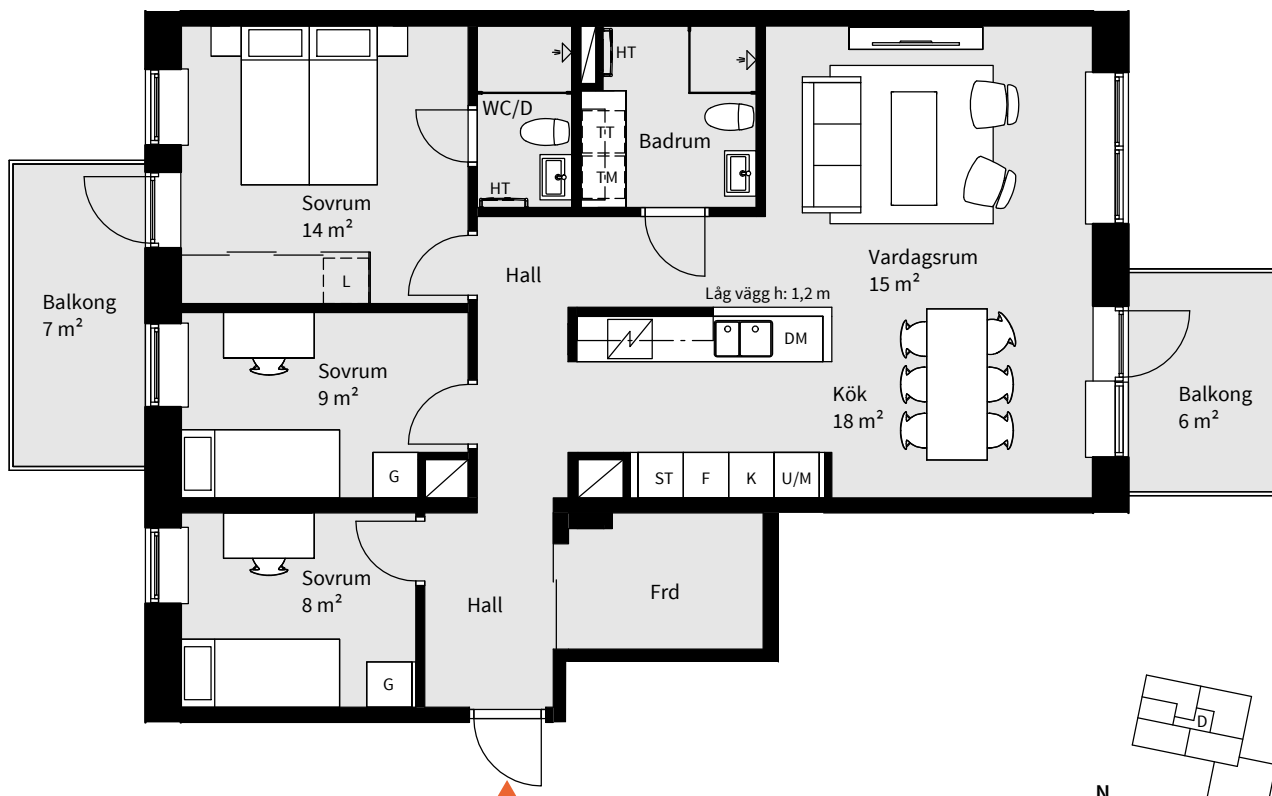 HT
WC/D
TT
Badrum
TM
HT
Sovrum
14 m²
Vardagsrum
15 m²
Hall
L
Låg vägg h: 1,2 m
Balkong
7 m²
DM
Sovrum
9 m²
Kök
18 m²
Balkong
6 m²
G
ST
F
K
U/M
Sovrum
8 m²
Hall
Frd
G
D
N